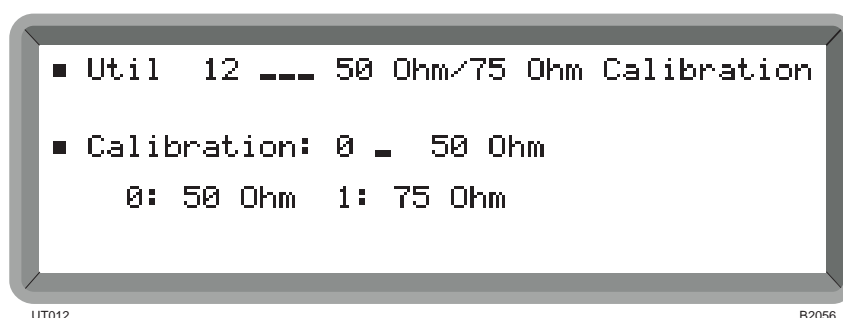 ▪ Util 12 ___ 50 Ohm/75 Ohm Calibration
▪ Calibration: 0 _ 50 Ohm
0: 50 Ohm 1: 75 Ohm
UT012 B2056